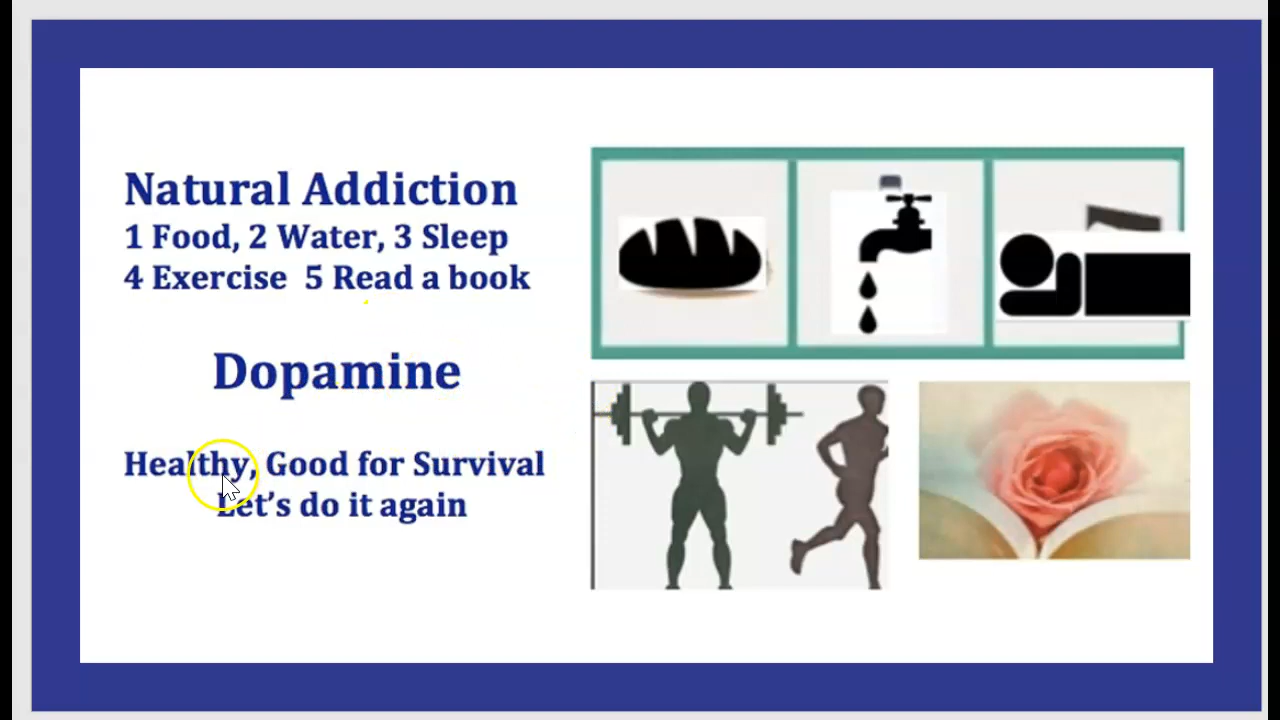 Natural Addiction
1 Food, 2 Water, 3 Sleep
4 Exercise  5 Read a book
Dopamine
Healthy, Good for Survival
Let's do it again